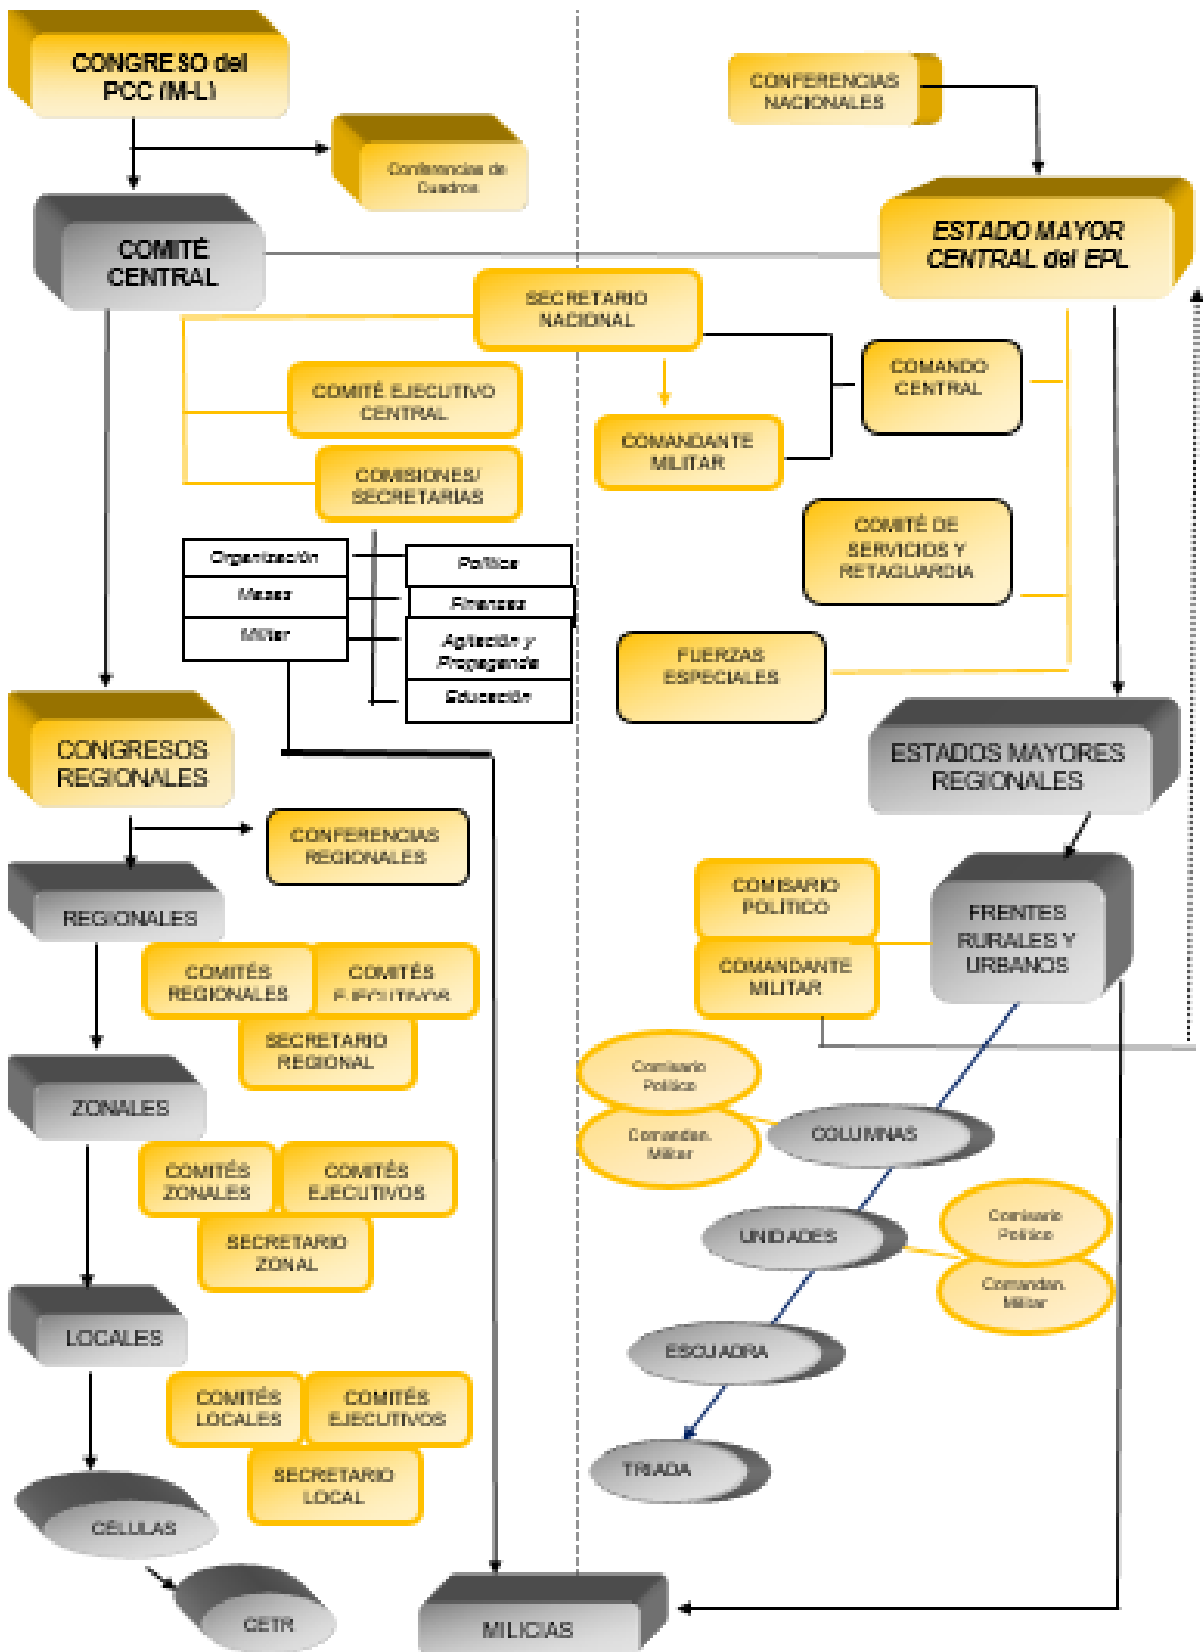 CONGRESO del
PCC (M-L)
CONFERENCIAS
NACIONALES
Conferencias de
Cuadros
COMITÉ
CENTRAL
ESTADO MAYOR
CENTRAL del EPL
SECRETARIO
NACIONAL
COMITÉ EJECUTIVO
CENTRAL
COMANDO
CENTRAL
COMANDANTE
MILITAR
COMISIONES/
SECRETARIAS
COMITÉ DE
SERVICIOS Y
RETAGUARDIA
Organización
Masas
Militar
Política
Finanzas
Agitación y
Propaganda
Educación
FUERZAS
ESPECIALES
CONGRESOS
REGIONALES
ESTADOS MAYORES
REGIONALES
CONFERENCIAS
REGIONALES
REGIONALES
COMISARIO
POLÍTICO
COMANDANTE
MILITAR
FRENTES
RURALES Y
URBANOS
COMITÉS
REGIONALES
COMITÉS
EJECUTIVOS
SECRETARIO
REGIONAL
ZONALES
Comisario
Político
Comandan.
Militar
COLUMNAS
COMITÉS
ZONALES
COMITÉS
EJECUTIVOS
SECRETARIO
ZONAL
UNIDADES
Comisario
Político
Comandan.
Militar
LOCALES
ESCUADRA
COMITÉS
LOCALES
COMITÉS
EJECUTIVOS
SECRETARIO
LOCAL
TRIADA
CÉLULAS
CETR
MILICIAS